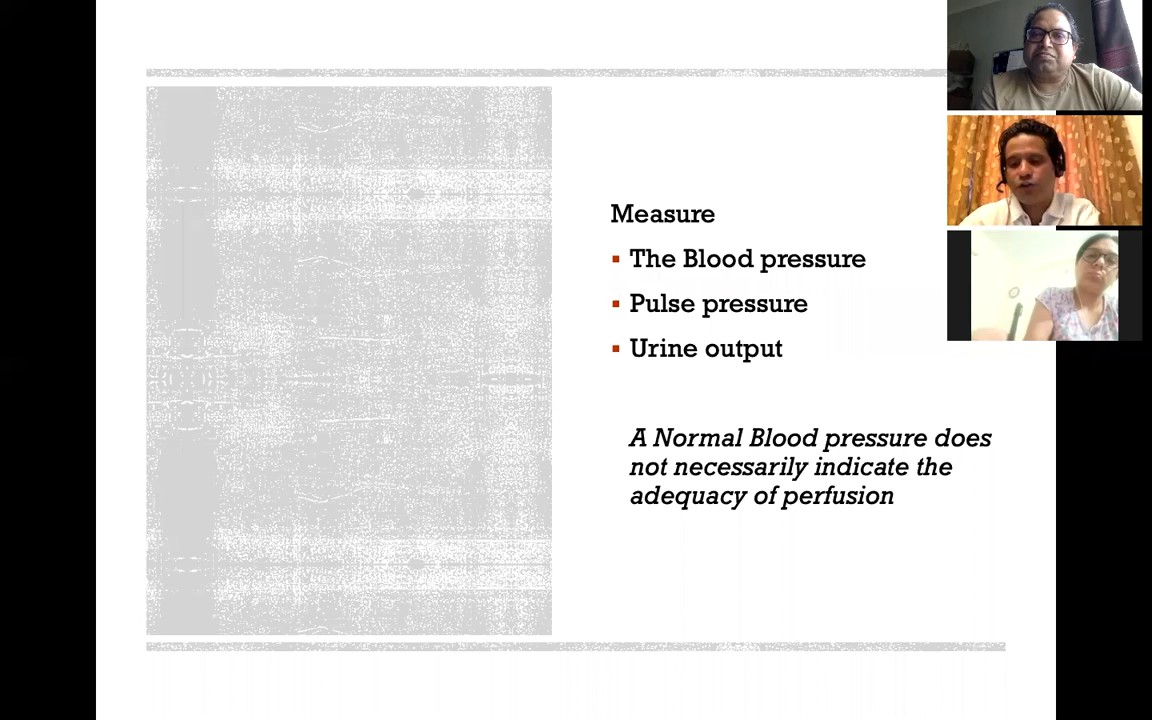 Measure
The Blood pressure
Pulse pressure
Urine output
A Normal Blood pressure does
not necessarily indicate the
adequacy of perfusion